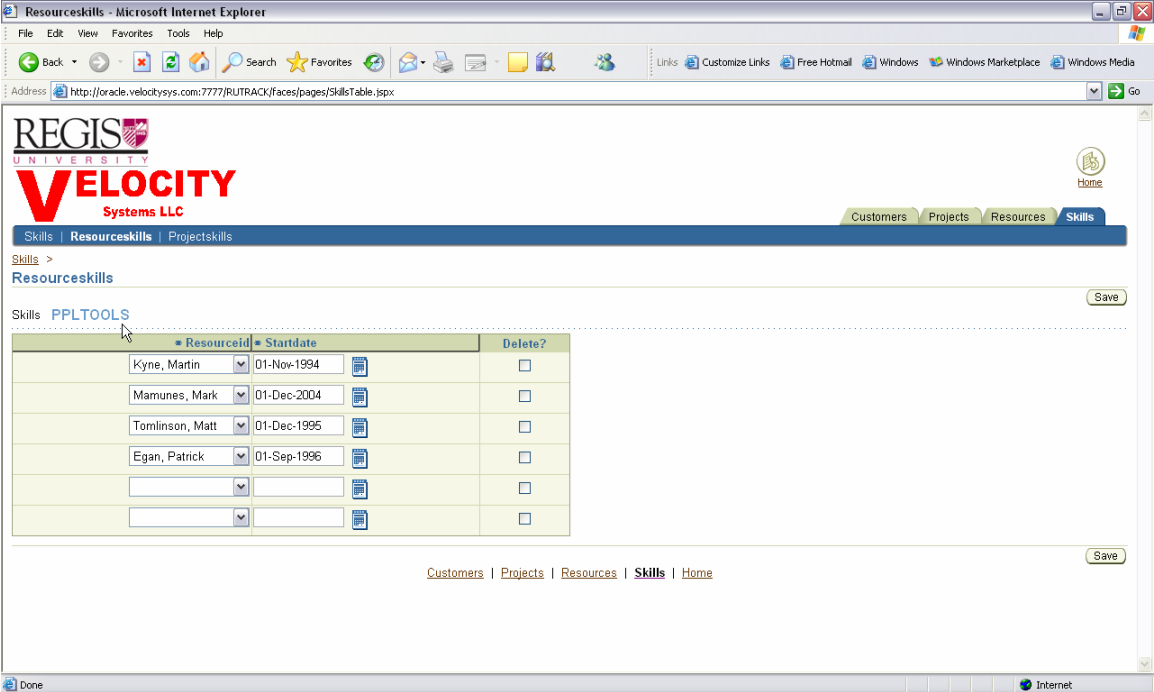 Resourceskills - Microsoft Internet Explorer
File Edit View Favorites Tools Help
Back Search Favorites Links Customize Links Free Hotmail Windows Windows Marketplace Windows Media
Address http://oracle.velocitysys.com:7777/RUTRACK/faces/pages/SkillsTable.jspx Go
REGIS
UNIVERSITY
VELOCITY
Systems LLC
Home
Customers Projects Resources Skills
Skills | Resourceskills | Projectskills
Skills >
Resourceskills
Save
Skills PPLTOOLS
Resourceid Startdate Delete?
Kyne, Martin 01-Nov-1994
Mamunes, Mark 01-Dec-2004
Tomlinson, Matt 01-Dec-1995
Egan, Patrick 01-Sep-1996
Save
Customers | Projects | Resources | Skills | Home
Done Internet